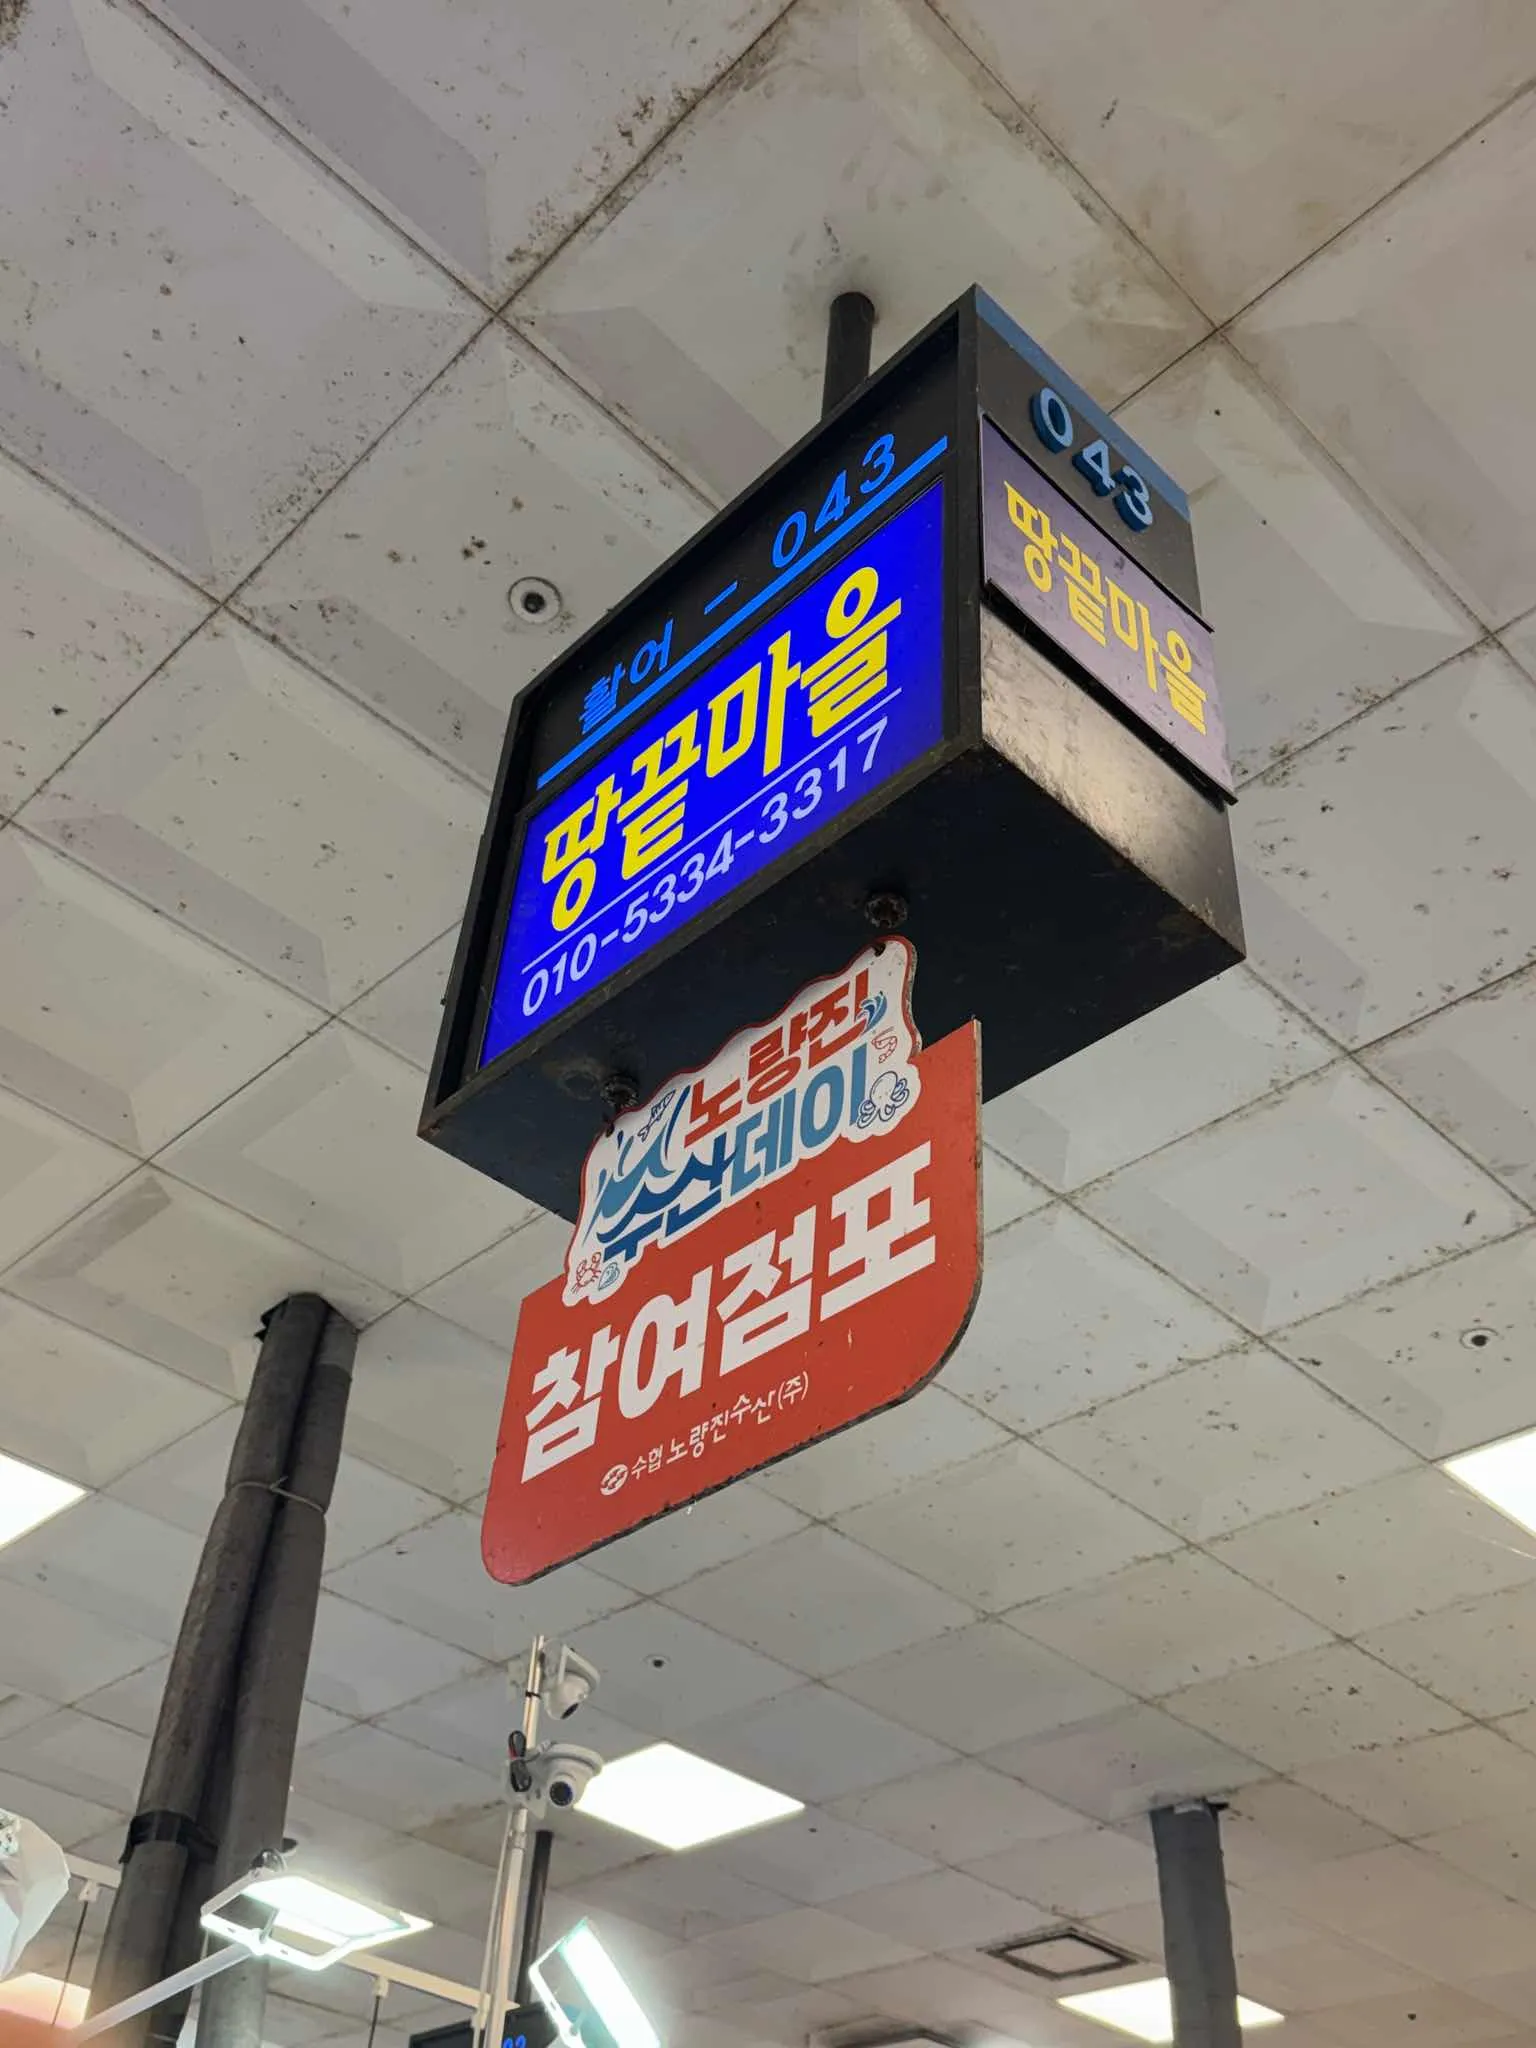 활어 - 043
땅끝마을
010-5334-3317
043
땅끝마을
노량진
수산데이
참여점포
수협 노량진수산(주)